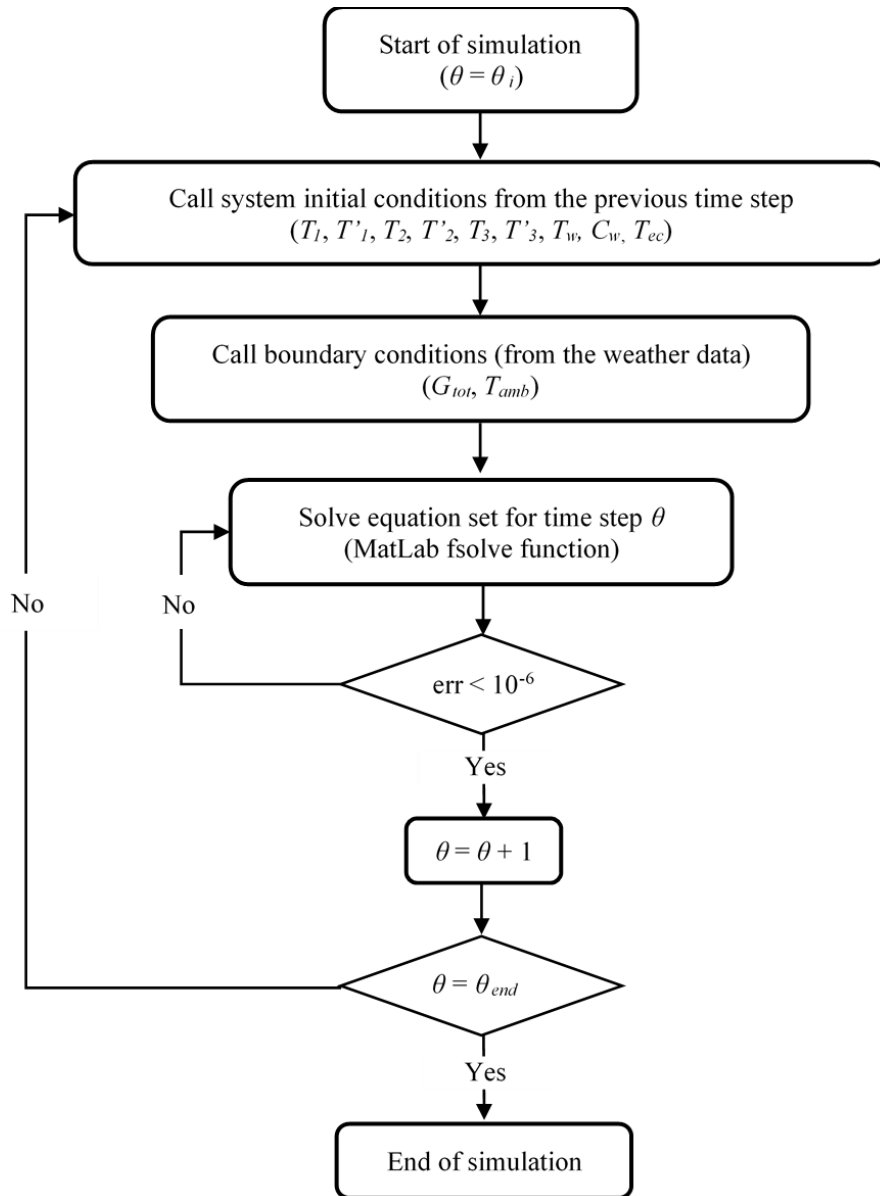 Start of simulation
(θ = θ i)
Call system initial conditions from the previous time step
(T1, T’1, T2, T’2, T3, T’3, Tw, Cw, Tec)
Call boundary conditions (from the weather data)
(Gtot, Tamb)
Solve equation set for time step θ
(MatLab fsolve function)
No
No
err < 10-6
Yes
θ = θ + 1
θ = θ end
Yes
End of simulation